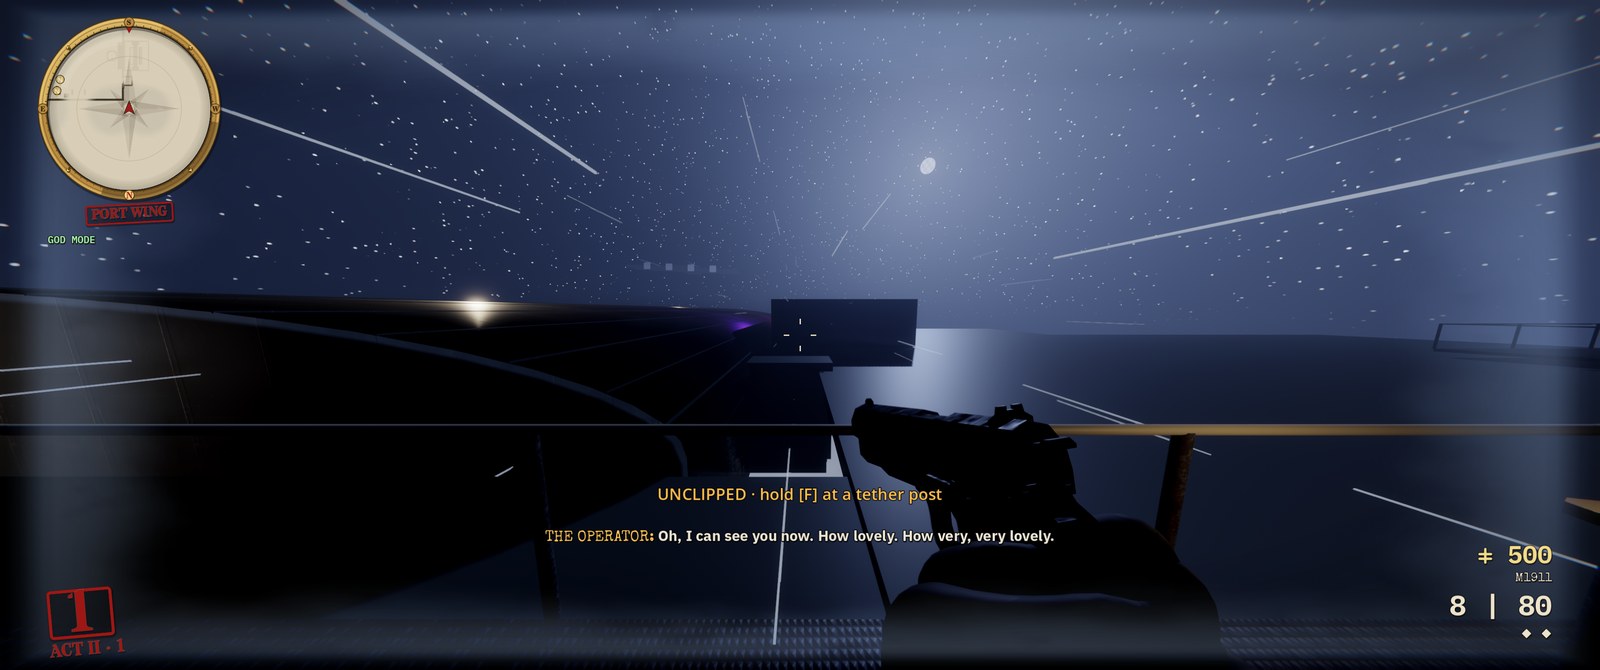 S
W
N
PORT WING
GOD MODE
UNCLIPPED · hold [F] at a tether post
THE OPERATOR: Oh, I can see you now. How lovely. How very, very lovely.
500
M1911
8 | 80
1
ACT II - 1